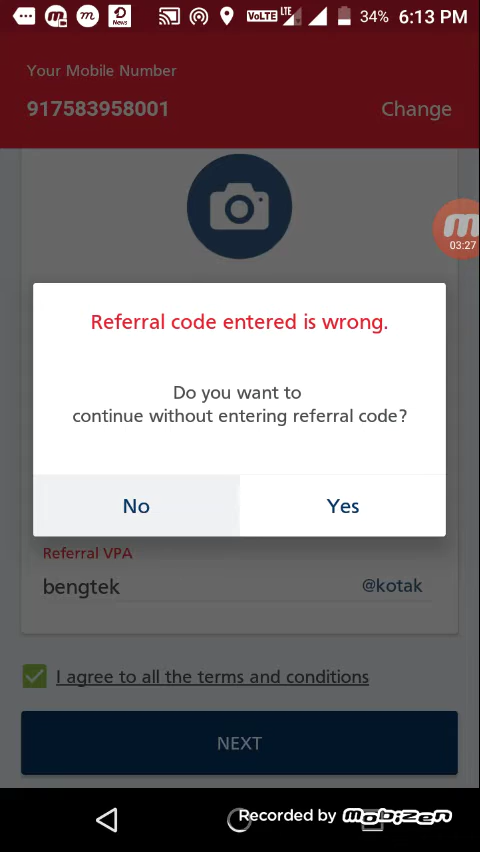 News
VoLTE LTE 34% 6:13 PM
Your Mobile Number
917583958001 Change
03:27
Referral code entered is wrong.
Do you want to
continue without entering referral code?
No Yes
Referral VPA
bengtek @kotak
I agree to all the terms and conditions
NEXT
Recorded by MOBIZEN